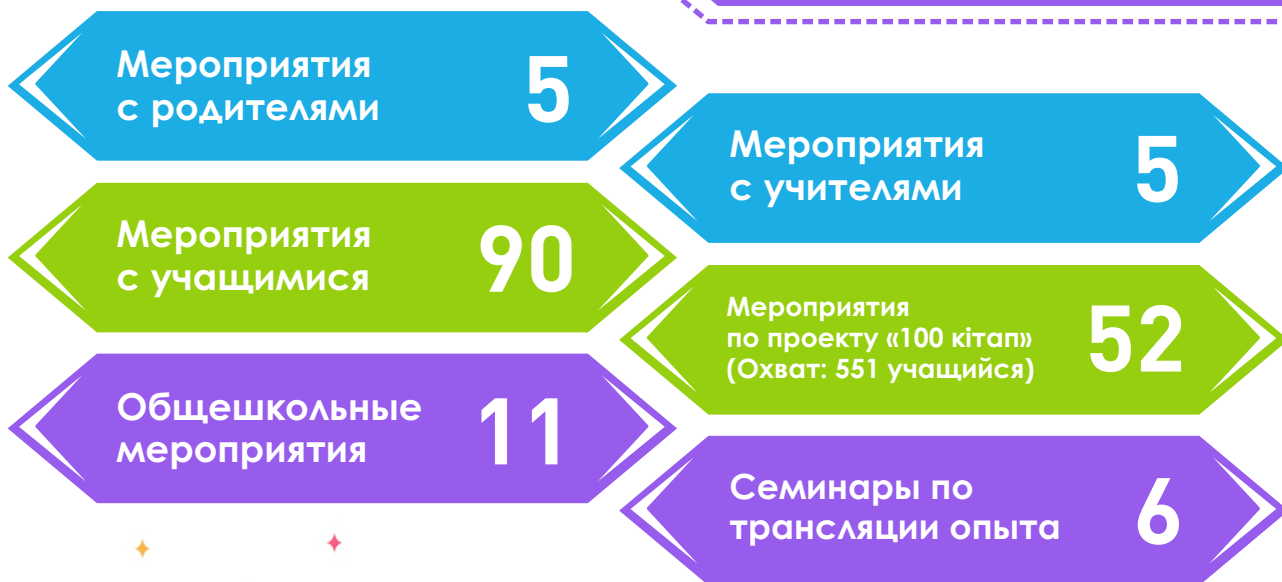 Мероприятия
с родителями
5
Мероприятия
с учителями
5
Мероприятия
с учащимися
90
Мероприятия
по проекту «100 кітап»
(Охват: 551 учащийся)
52
Общешкольные
мероприятия
11
Семинары по
трансляции опыта
6